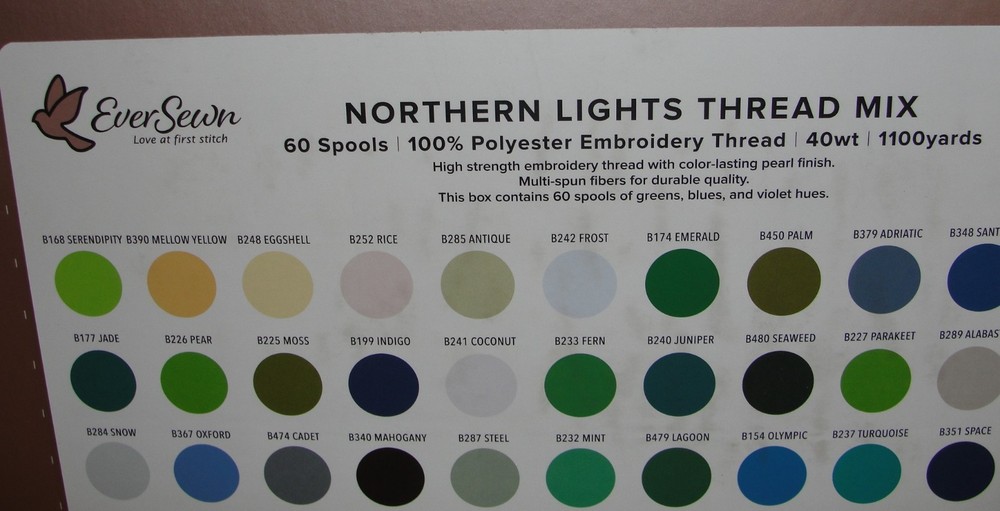 EverSewn
Love at first stitch
NORTHERN LIGHTS THREAD MIX
60 Spools | 100% Polyester Embroidery Thread | 40wt | 1100yards
High strength embroidery thread with color-lasting pearl finish.
Multi-spun fibers for durable quality.
This box contains 60 spools of greens, blues, and violet hues.
B168 SERENDIPITY B390 MELLOW YELLOW B248 EGGSHELL B252 RICE B285 ANTIQUE B242 FROST B174 EMERALD B450 PALM B379 ADRIATIC B348 SANT
B177 JADE B226 PEAR B225 MOSS B199 INDIGO B241 COCONUT B233 FERN B240 JUNIPER B480 SEAWEED B227 PARAKEET B289 ALABAS
B284 SNOW B367 OXFORD B474 CADET B340 MAHOGANY B287 STEEL B232 MINT B479 LAGOON B154 OLYMPIC B237 TURQUOISE B351 SPACE